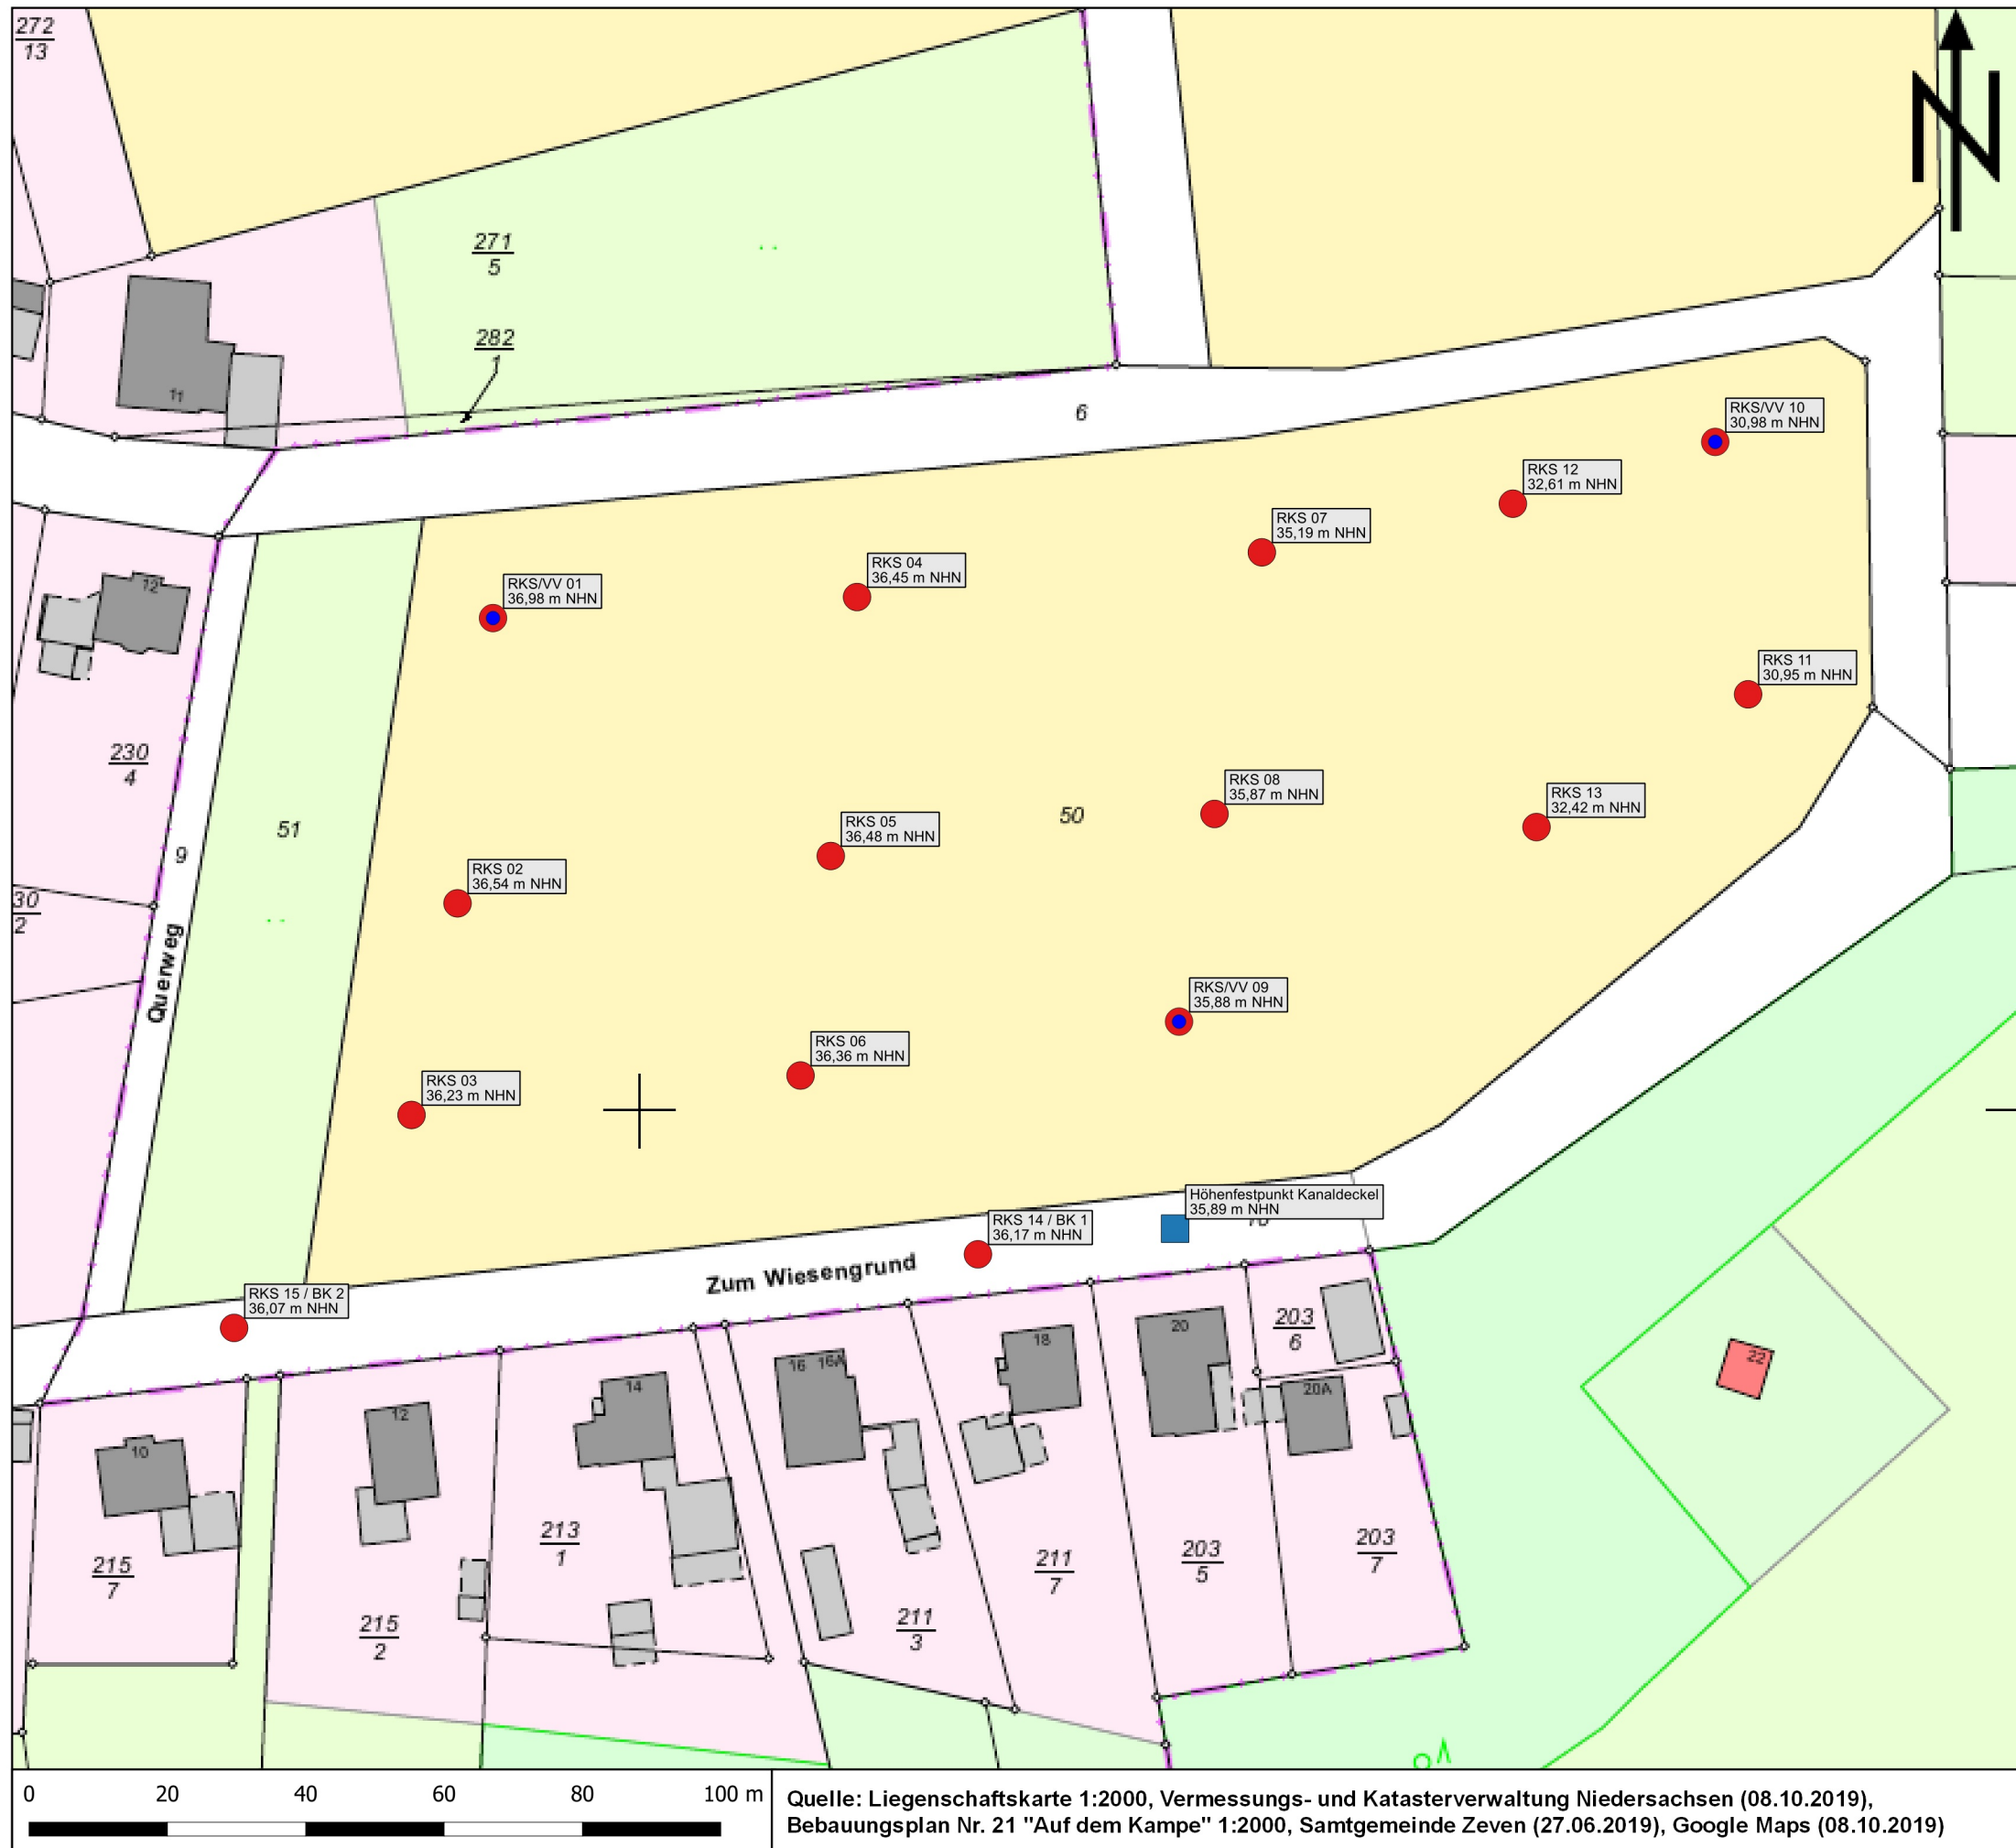 272
13
N
271
5
282
1
11
6
RKS/VV 10
30,98 m NHN
RKS 12
32,61 m NHN
RKS 07
35,19 m NHN
RKS 04
36,45 m NHN
RKS/VV 01
36,98 m NHN
12
RKS 11
30,95 m NHN
230
4
RKS 08
35,87 m NHN
RKS 13
32,42 m NHN
50
51
RKS 05
36,48 m NHN
9
RKS 02
36,54 m NHN
30
2
Querweg
RKS/VV 09
35,88 m NHN
RKS 06
36,36 m NHN
RKS 03
36,23 m NHN
Höhenfestpunkt Kanaldeckel
35,89 m NHN
RKS 14 / BK 1
36,17 m NHN
Zum Wiesengrund
RKS 15 / BK 2
36,07 m NHN
203
6
20
18
16 16A
14
12
10
20A
22
213
1
215
7
215
2
211
3
211
7
203
5
203
7
0 20 40 60 80 100 m
Quelle: Liegenschaftskarte 1:2000, Vermessungs- und Katasterverwaltung Niedersachsen (08.10.2019),
Bebauungsplan Nr. 21 "Auf dem Kampe" 1:2000, Samtgemeinde Zeven (27.06.2019), Google Maps (08.10.2019)